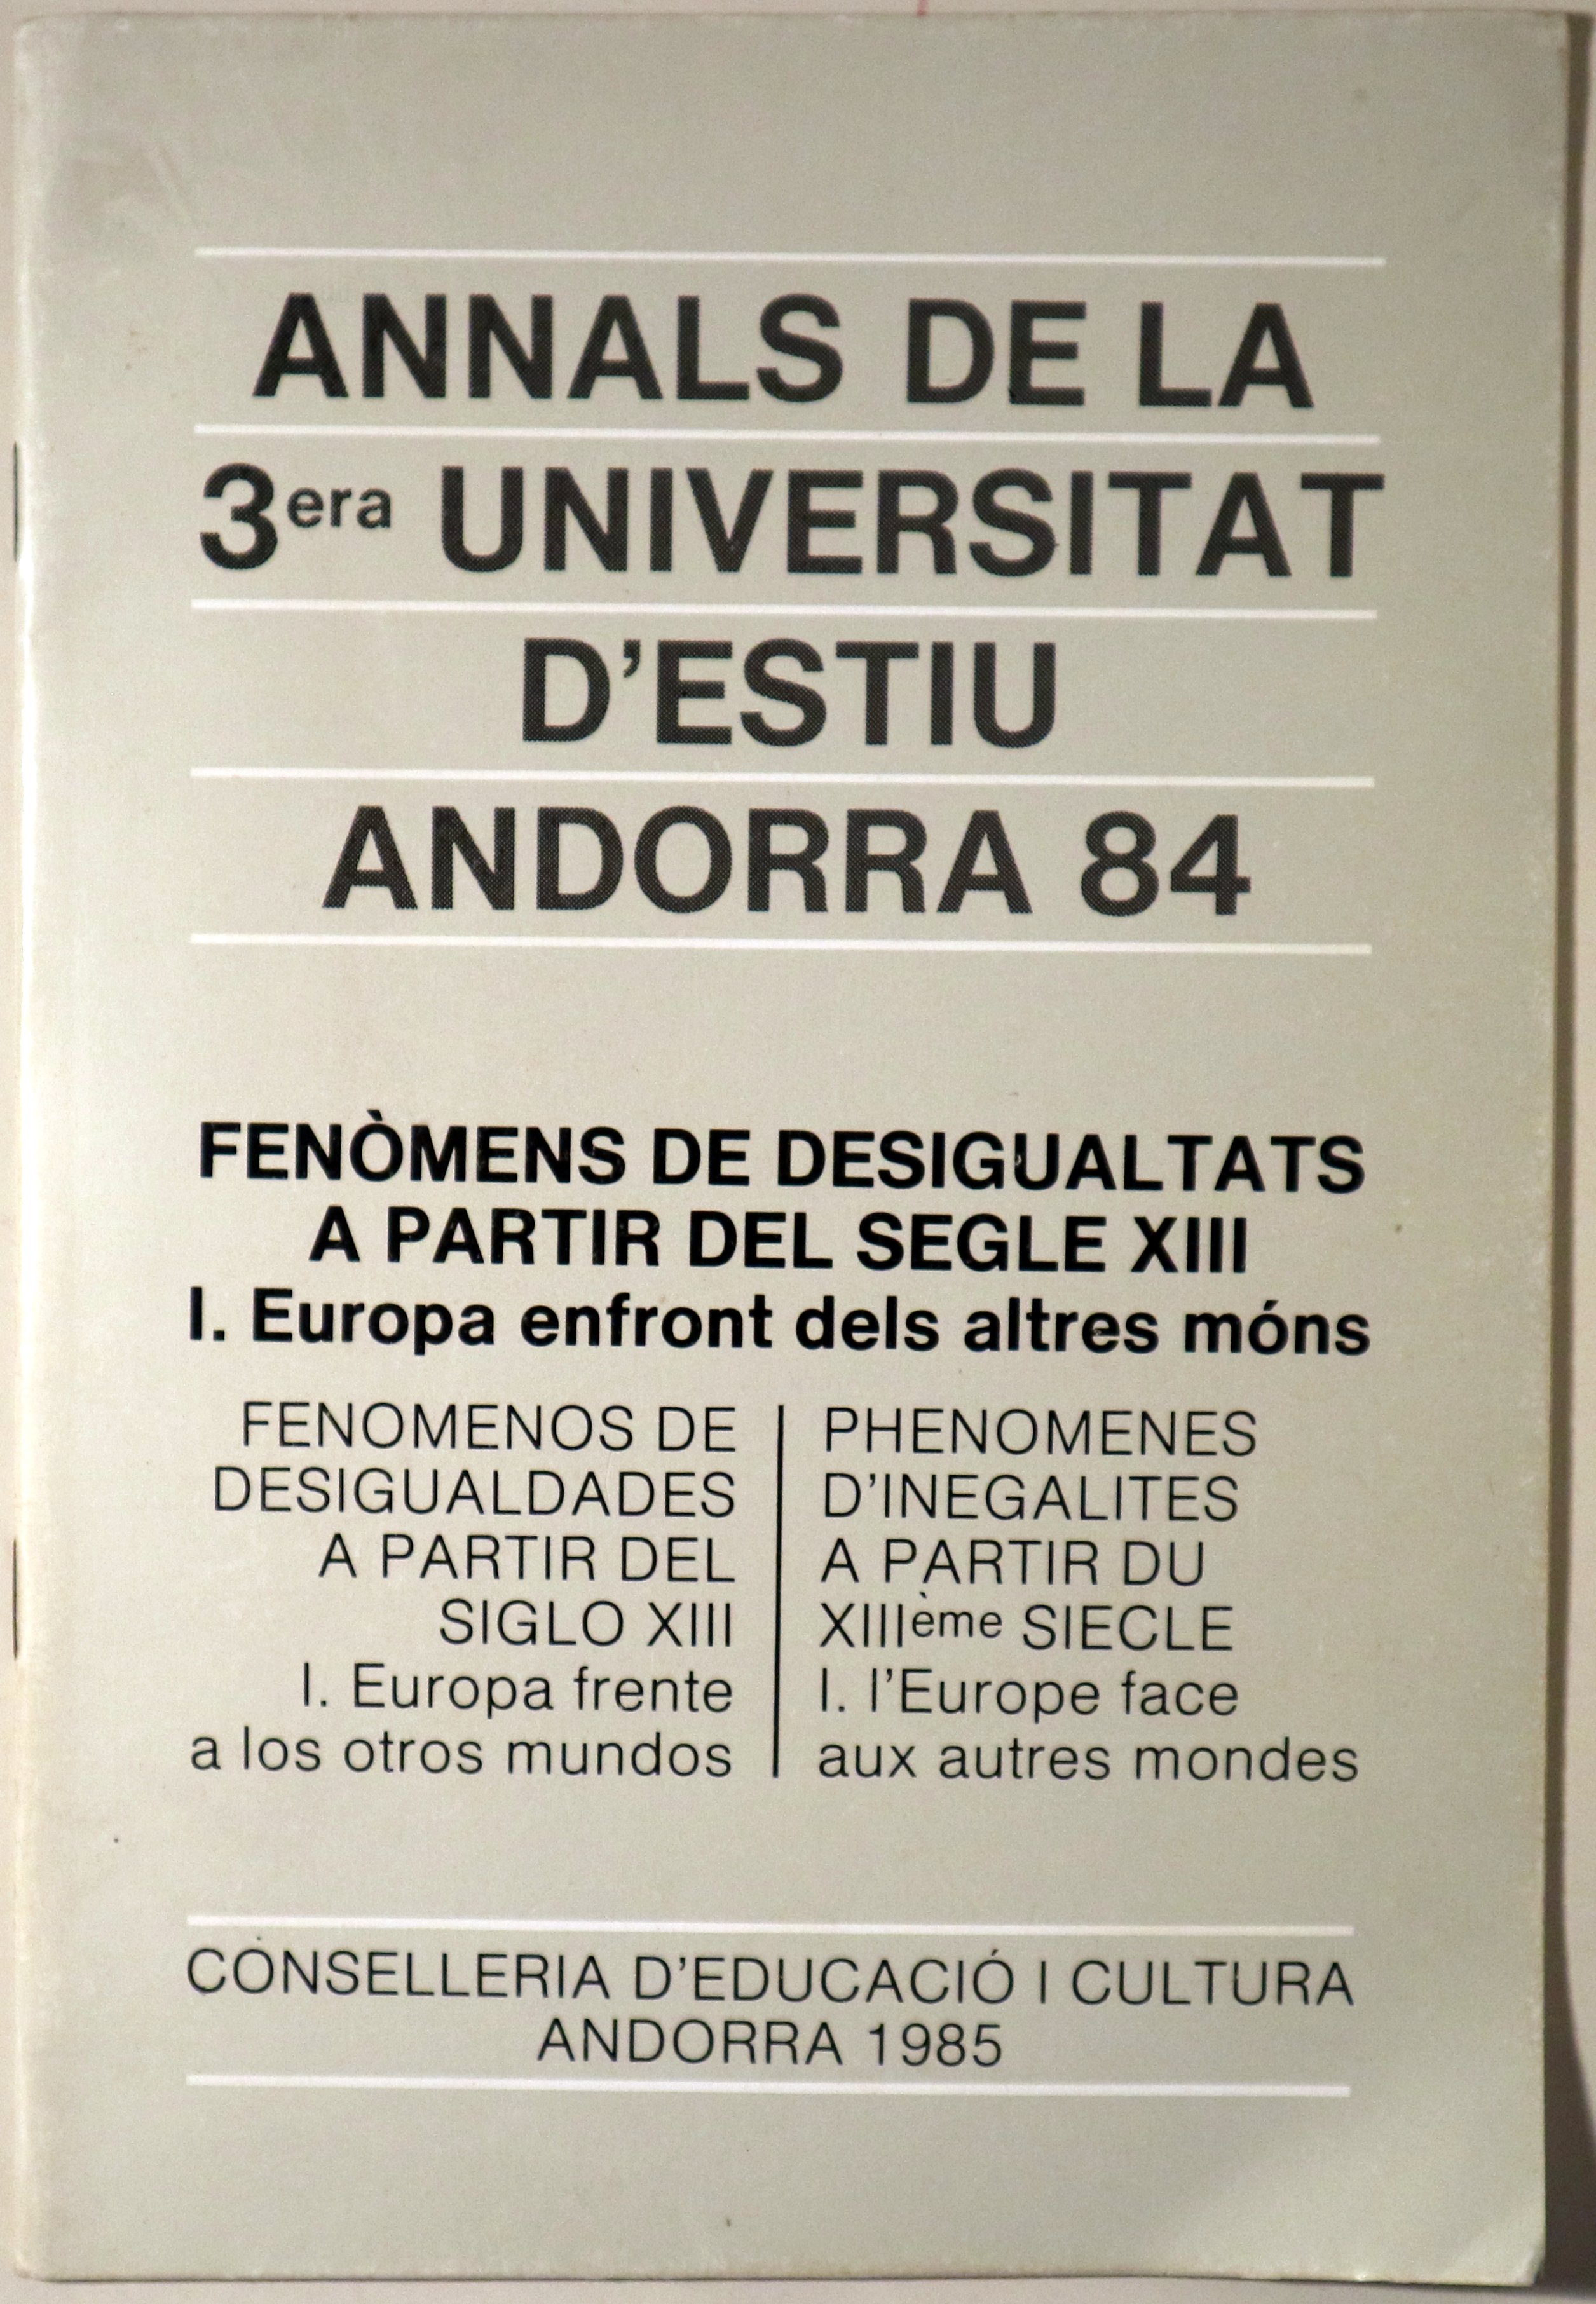 ANNALS DE LA
3era UNIVERSITAT
D'ESTIU
ANDORRA 84
FENÒMENS DE DESIGUALTATS
A PARTIR DEL SEGLE XIII
I. Europa enfront dels altres móns
FENOMENOS DE
DESIGUALDADES
A PARTIR DEL
SIGLO XIII
I. Europa frente
a los otros mundos
PHENOMENES
D'INEGALITES
A PARTIR DU
XIIIème SIECLE
I. l'Europe face
aux autres mondes
CONSELLERIA D'EDUCACIÓ I CULTURA
ANDORRA 1985